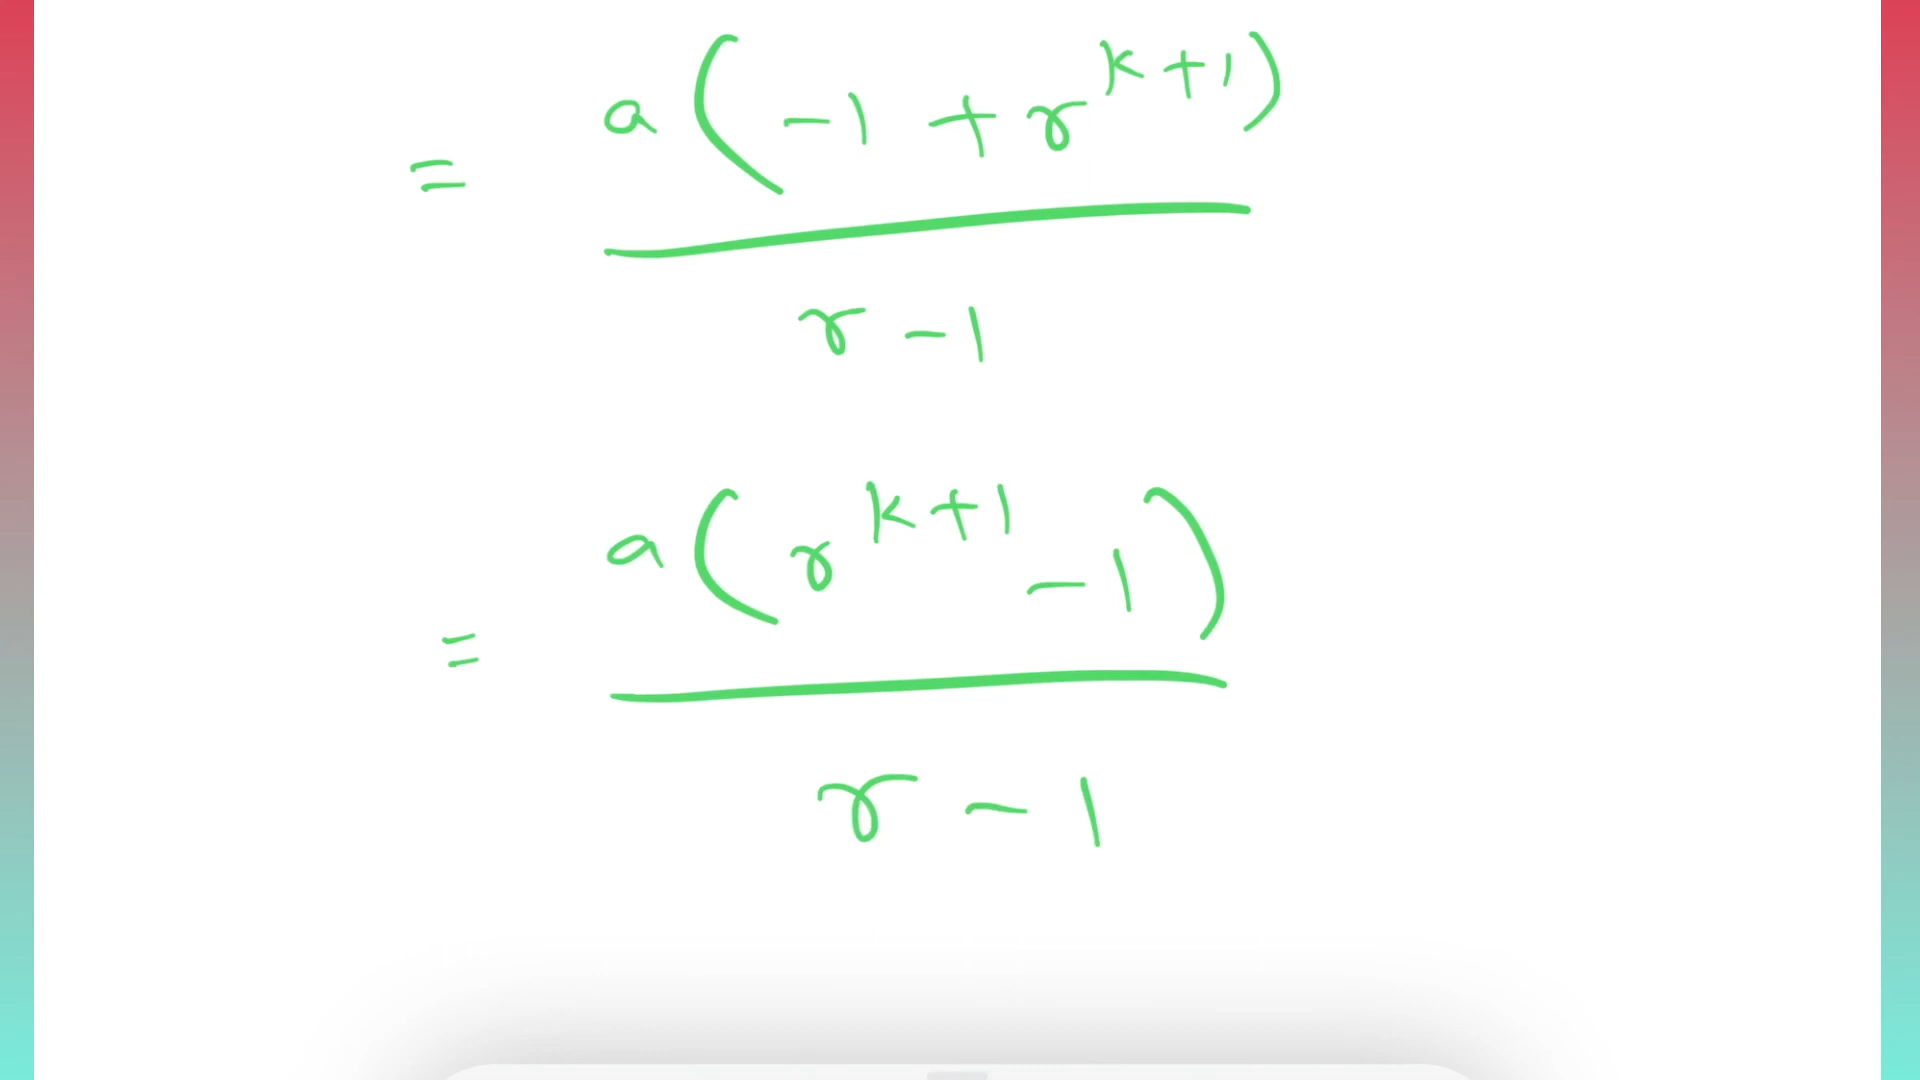 = a(-1 + r^{k+1}) / r - 1
= a(r^{k+1} - 1) / r - 1